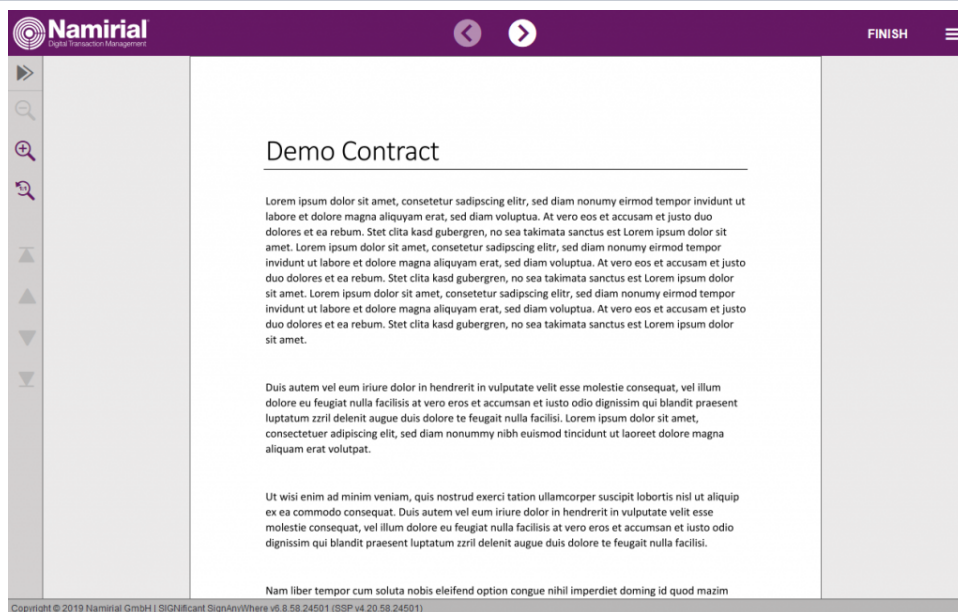 Namirial
Digital Transaction Management
FINISH
Demo Contract
Lorem ipsum dolor sit amet, consetetur sadipscing elitr, sed diam nonumy eirmod tempor invidunt ut
labore et dolore magna aliquyam erat, sed diam voluptua. At vero eos et accusam et justo duo
dolores et ea rebum. Stet clita kasd gubergren, no sea takimata sanctus est Lorem ipsum dolor sit
amet. Lorem ipsum dolor sit amet, consetetur sadipscing elitr, sed diam nonumy eirmod tempor
invidunt ut labore et dolore magna aliquyam erat, sed diam voluptua. At vero eos et accusam et justo
duo dolores et ea rebum. Stet clita kasd gubergren, no sea takimata sanctus est Lorem ipsum dolor
sit amet. Lorem ipsum dolor sit amet, consetetur sadipscing elitr, sed diam nonumy eirmod tempor
invidunt ut labore et dolore magna aliquyam erat, sed diam voluptua. At vero eos et accusam et justo
duo dolores et ea rebum. Stet clita kasd gubergren, no sea takimata sanctus est Lorem ipsum dolor
sit amet.
Duis autem vel eum iriure dolor in hendrerit in vulputate velit esse molestie consequat, vel illum
dolore eu feugiat nulla facilisis at vero eros et accumsan et iusto odio dignissim qui blandit praesent
luptatum zzril delenit augue duis dolore te feugait nulla facilisi. Lorem ipsum dolor sit amet,
consectetuer adipiscing elit, sed diam nonummy nibh euismod tincidunt ut laoreet dolore magna
aliquam erat volutpat.
Ut wisi enim ad minim veniam, quis nostrud exerci tation ullamcorper suscipit lobortis nisl ut aliquip
ex ea commodo consequat. Duis autem vel eum iriure dolor in hendrerit in vulputate velit esse
molestie consequat, vel illum dolore eu feugiat nulla facilisis at vero eros et accumsan et iusto odio
dignissim qui blandit praesent luptatum zzril delenit augue duis dolore te feugait nulla facilisi.
Nam liber tempor cum soluta nobis eleifend option congue nihil imperdiet doming id quod mazim
Copyright © 2019 Namirial GmbH | SIGNificant SignAnyWhere v6.8.58.24501 (SSP v4.20.58.24501)